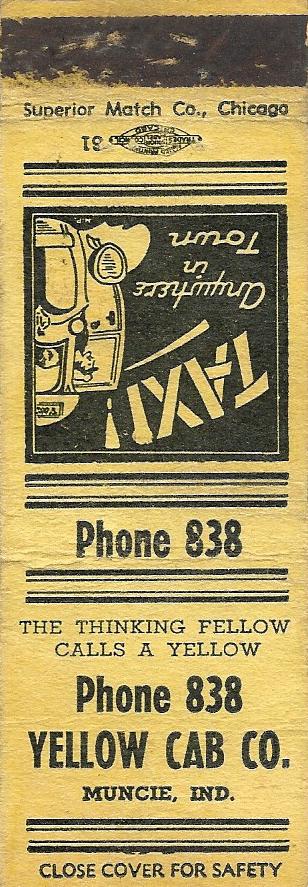 Superior Match Co., Chicago
31
TAXI!
Anywhere
in
Town
Phone 838
THE THINKING FELLOW
CALLS A YELLOW
Phone 838
YELLOW CAB CO.
MUNCIE, IND.
CLOSE COVER FOR SAFETY